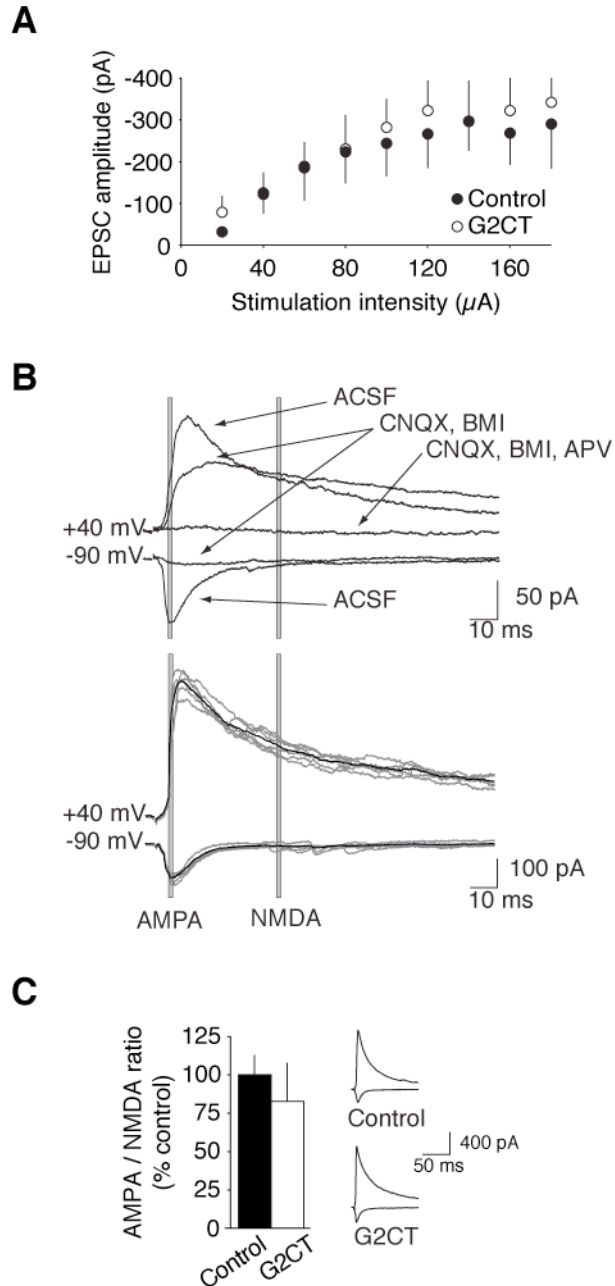 A
EPSC amplitude (pA)
-400
-300
-200
-100
0
Control
G2CT
0 40 80 120 160
Stimulation intensity (µA)
B
ACSF
CNQX, BMI
CNQX, BMI, APV
+40 mV
-90 mV
ACSF
50 pA
10 ms
+40 mV
-90 mV
100 pA
10 ms
AMPA NMDA
C
AMPA / NMDA ratio
(% control)
125
100
75
50
25
0
Control
G2CT
Control
400 pA
50 ms
G2CT